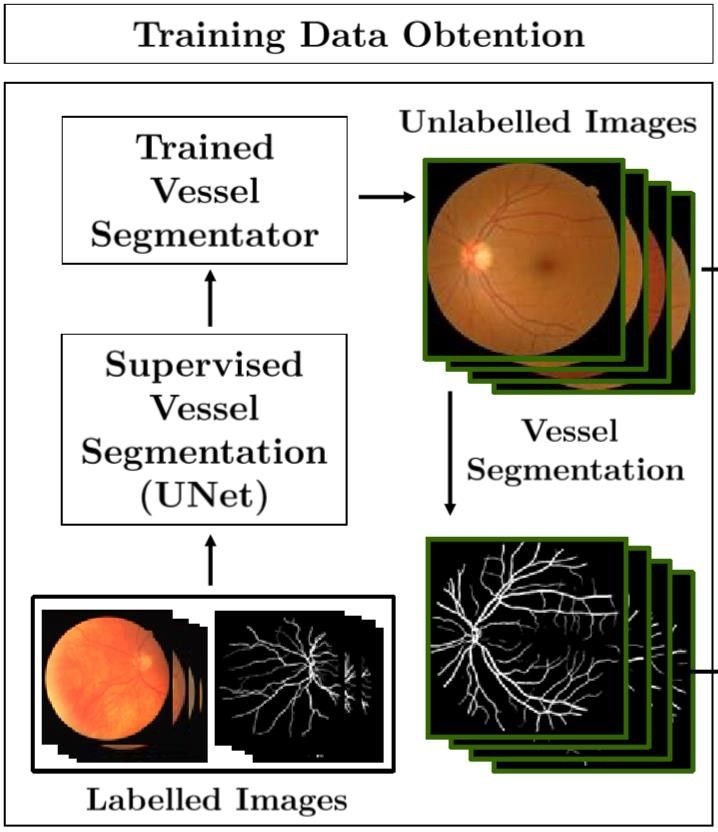 Training Data Obtention
Trained
Vessel
Segmentator
Unlabelled Images
Supervised
Vessel
Segmentation
(UNet)
Vessel
Segmentation
Labelled Images